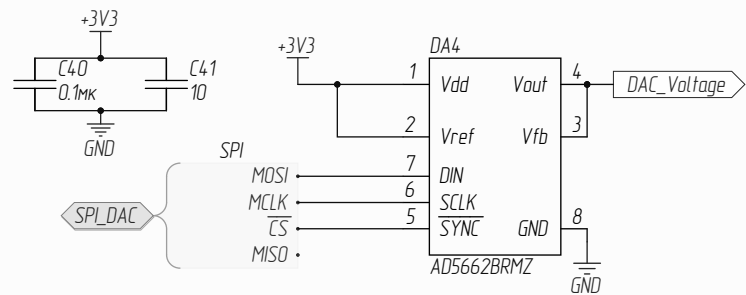 +3V3
C40
0.1мк
C41
10
GND
+3V3
DA4
1
Vdd
Vout
4
DAC_Voltage
2
Vref
Vfb
3
SPI
MOSI
7
DIN
MCLK
6
SCLK
SPI_DAC
CS
5
SYNC
GND
8
MISO
AD5662BRMZ
GND